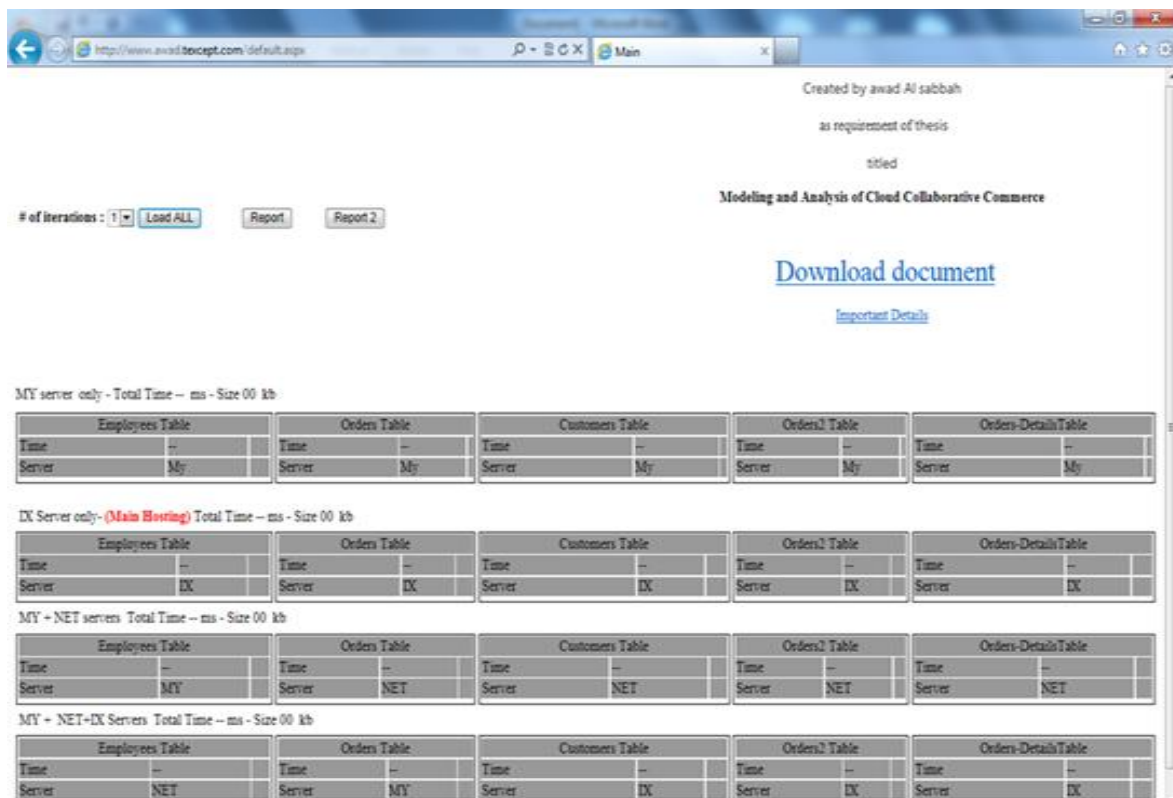 http://www.awad.texcept.com/default.aspx
Main
Created by awad Al sabbah
as requirement of thesis
titled
Modeling and Analysis of Cloud Collaborative Commerce
# of iterations : 1 Load ALL Report Report 2
Download document
Important Details
MY server only - Total Time -- ms - Size 00 kb
Employees Table Orders Table Customers Table Orders2 Table Orders-DetailsTable
Time -- Time -- Time -- Time -- Time --
Server My Server My Server My Server My Server My
IX Server only- (Main Hosting) Total Time -- ms - Size 00 kb
Employees Table Orders Table Customers Table Orders2 Table Orders-DetailsTable
Time -- Time -- Time -- Time -- Time --
Server IX Server IX Server IX Server IX Server IX
MY + NET servers Total Time -- ms - Size 00 kb
Employees Table Orders Table Customers Table Orders2 Table Orders-DetailsTable
Time -- Time -- Time -- Time -- Time --
Server MY Server NET Server NET Server NET Server NET
MY + NET+IX Servers Total Time -- ms - Size 00 kb
Employees Table Orders Table Customers Table Orders2 Table Orders-DetailsTable
Time -- Time -- Time -- Time -- Time --
Server NET Server MY Server IX Server IX Server IX